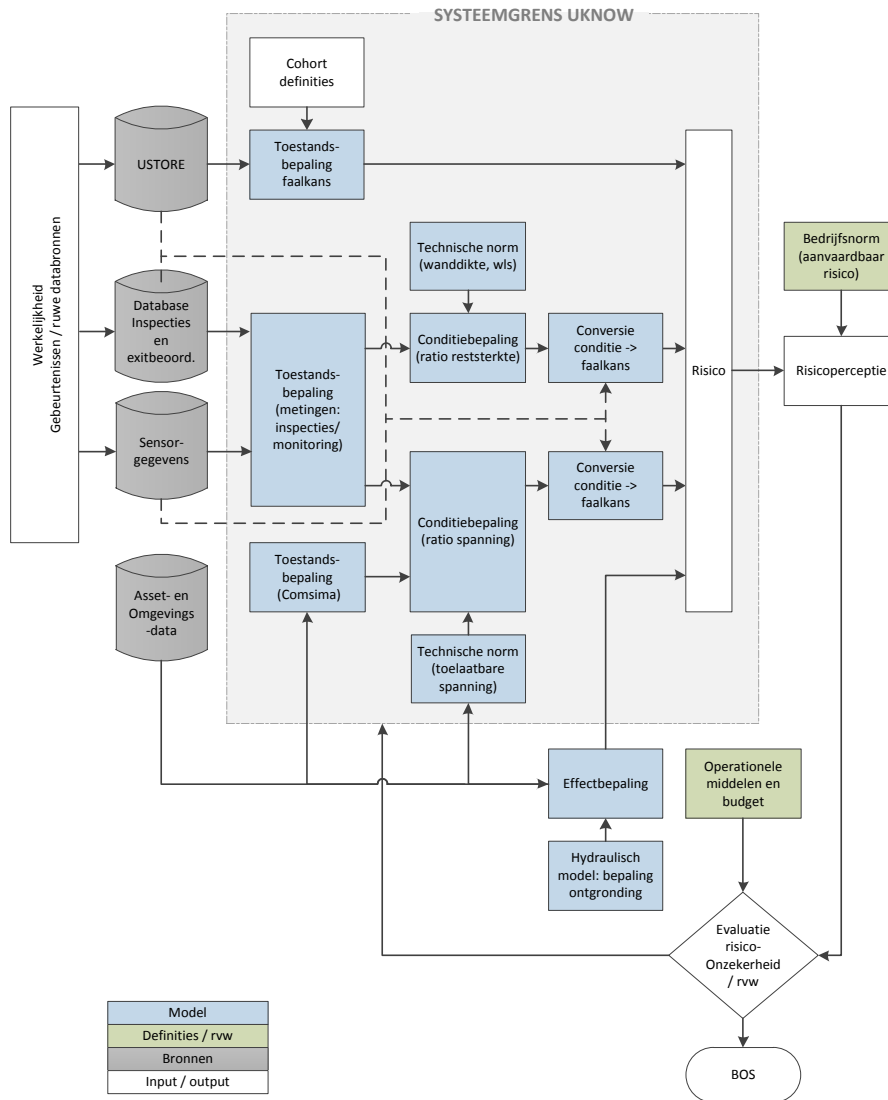 SYSTEEMGRENS UKNOW
Cohort
definities
Werkelijkheid
Gebeurtenissen / ruwe databronnen
USTORE
Toestands-
bepaling
faalkans
Technische norm
(wanddikte, wls)
Bedrijfsnorm
(aanvaardbaar
risico)
Database
Inspecties
en
exitbeoord.
Toestands-
bepaling
(metingen:
inspecties/
monitoring)
Conditiebepaling
(ratio reststerkte)
Conversie
conditie ->
faalkans
Risico
Risicoperceptie
Sensor-
gegevens
Conditiebepaling
(ratio spanning)
Conversie
conditie ->
faalkans
Toestands-
bepaling
(Comsima)
Asset- en
Omgevings
-data
Technische norm
(toelaatbare
spanning)
Effectbepaling
Operationele
middelen en
budget
Hydraulisch
model: bepaling
ontgronding
Evaluatie
risico-
Onzekerheid
/ rvw
Model
Definities / rvw
Bronnen
Input / output
BOS